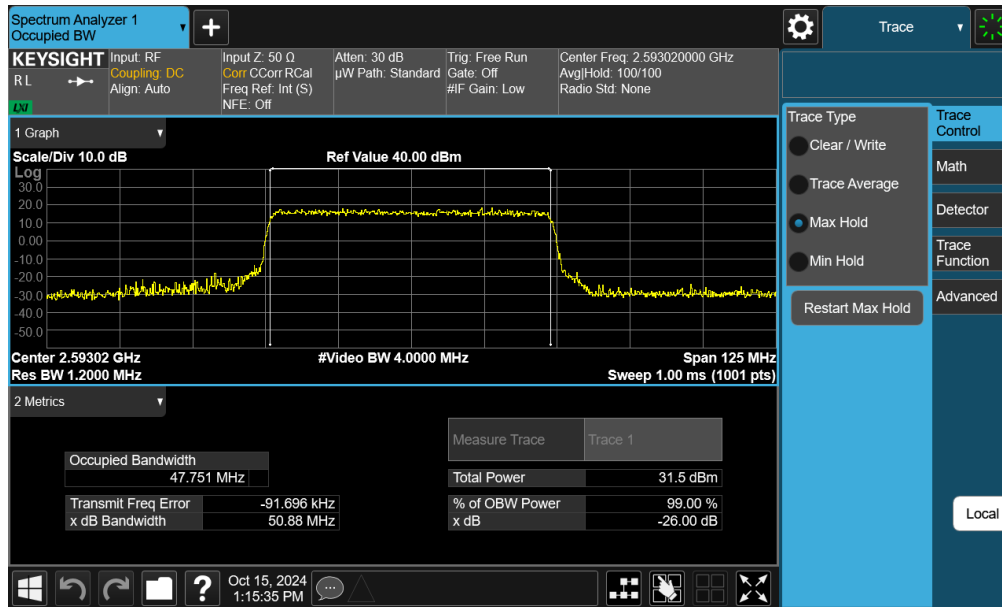 Spectrum Analyzer 1
Occupied BW
Trace
KEYSIGHT
R L
LXI
Input: RF
Coupling: DC
Align: Auto
Input Z: 50 Ω
Corr CCorr RCal
Freq Ref: Int (S)
NFE: Off
Atten: 30 dB
µW Path: Standard
Trig: Free Run
Gate: Off
#IF Gain: Low
Center Freq: 2.593020000 GHz
Avg|Hold: 100/100
Radio Std: None
1 Graph
Scale/Div 10.0 dB
Ref Value 40.00 dBm
Log
30.0
20.0
10.0
0.00
-10.0
-20.0
-30.0
-40.0
-50.0
Center 2.59302 GHz
#Video BW 4.0000 MHz
Span 125 MHz
Res BW 1.2000 MHz
Sweep 1.00 ms (1001 pts)
2 Metrics
Measure Trace
Trace 1
Occupied Bandwidth
47.751 MHz
Total Power
31.5 dBm
Transmit Freq Error
-91.696 kHz
% of OBW Power
99.00 %
x dB Bandwidth
50.88 MHz
x dB
-26.00 dB
Trace Type
Clear / Write
Trace Average
Max Hold
Min Hold
Restart Max Hold
Trace
Control
Math
Detector
Trace
Function
Advanced
Local
Oct 15, 2024
1:15:35 PM